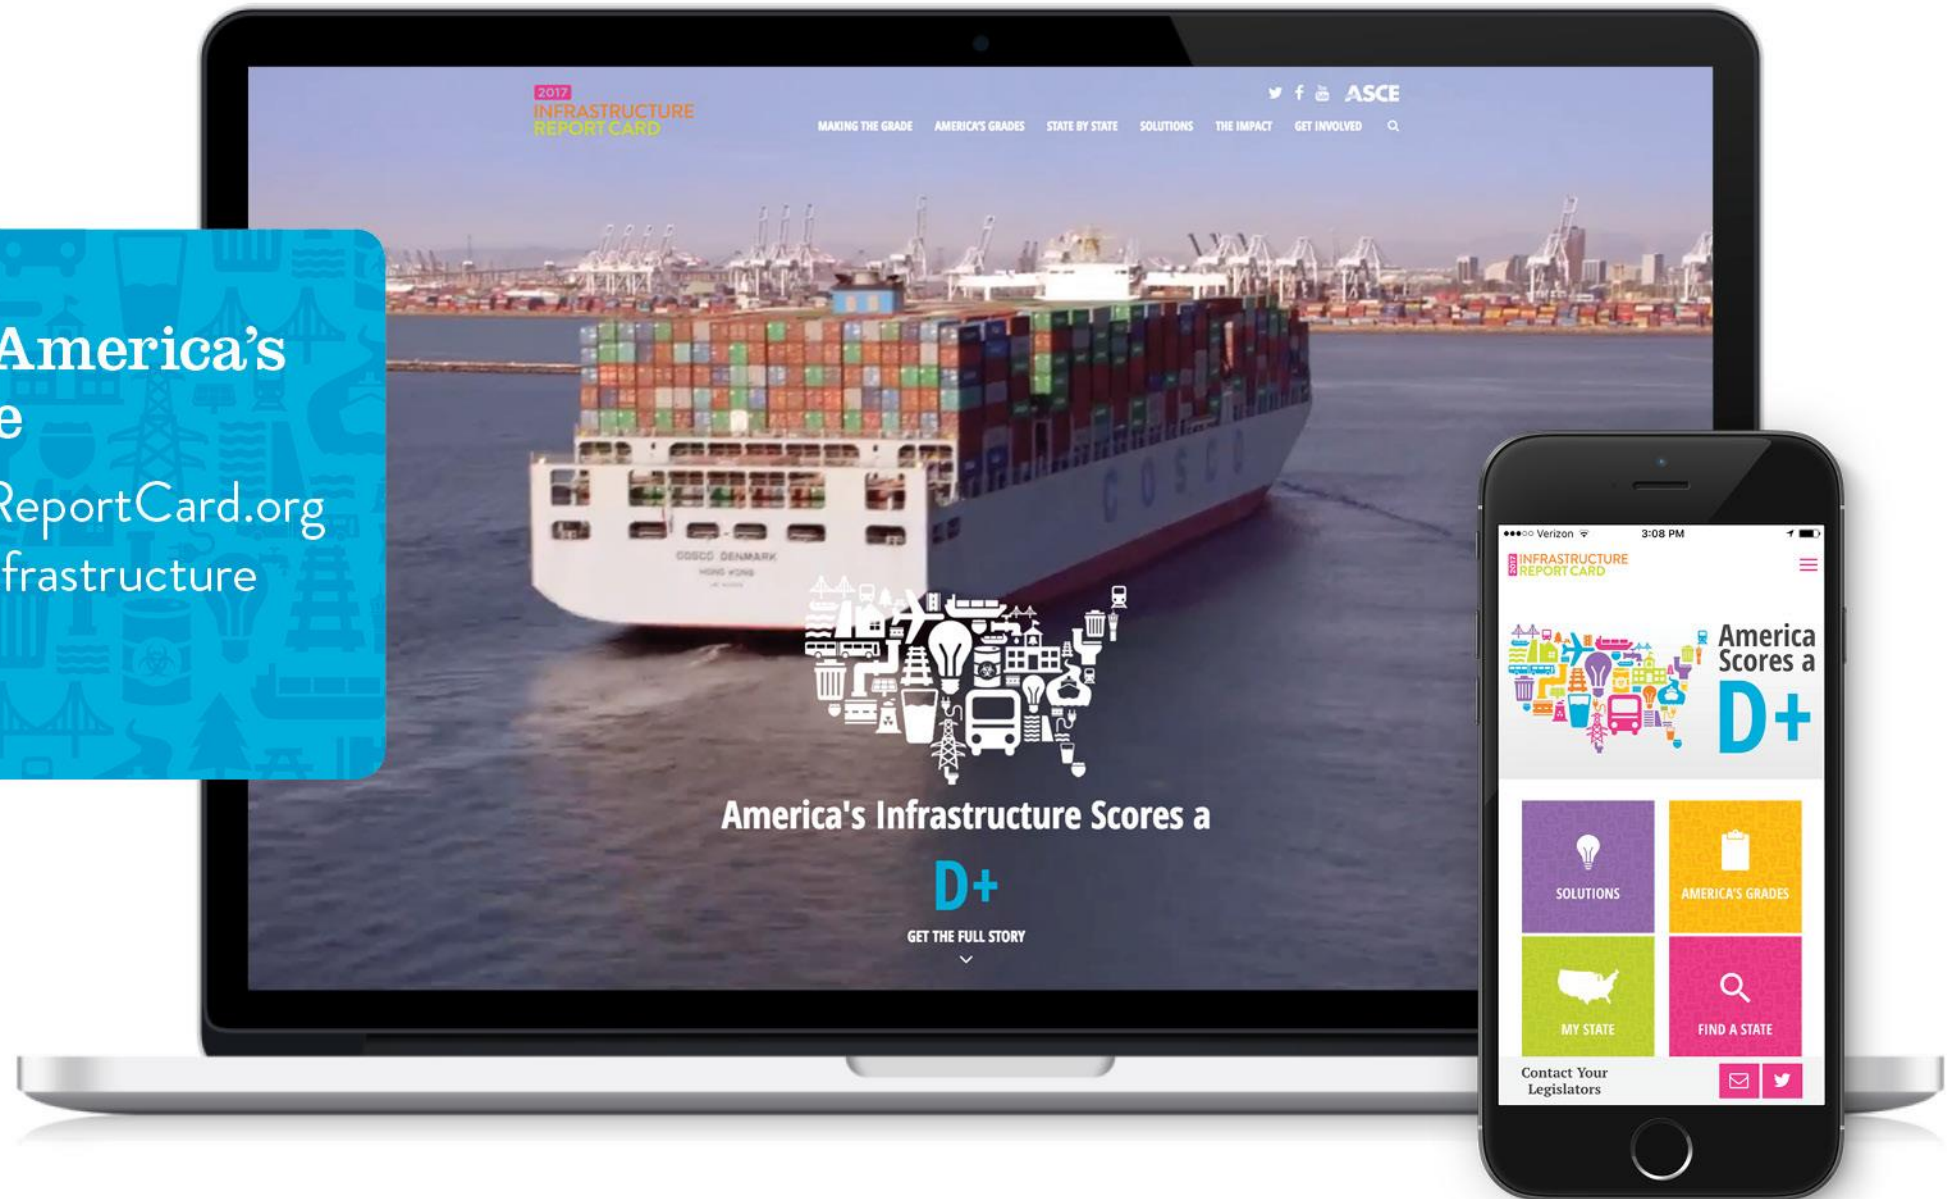 2017
INFRASTRUCTURE
REPORT CARD
ASCE
MAKING THE GRADE AMERICA'S GRADES STATE BY STATE SOLUTIONS THE IMPACT GET INVOLVED
America's
e
ReportCard.org
frastructure
COSCO
COSCO DENMARK
HONG KONG
America's Infrastructure Scores a
D+
GET THE FULL STORY
Verizon 3:08 PM
2017 INFRASTRUCTURE
REPORT CARD
America
Scores a
D+
SOLUTIONS
AMERICA'S GRADES
MY STATE
FIND A STATE
Contact Your
Legislators